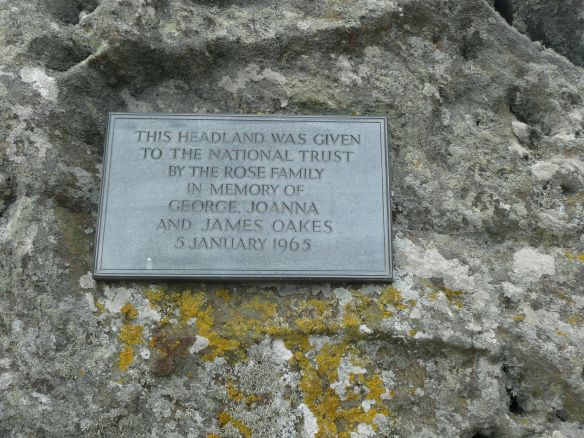 THIS HEADLAND WAS GIVEN
TO THE NATIONAL TRUST
BY THE ROSE FAMILY
IN MEMORY OF
GEORGE, JOANNA
AND JAMES OAKES
5 JANUARY 1965